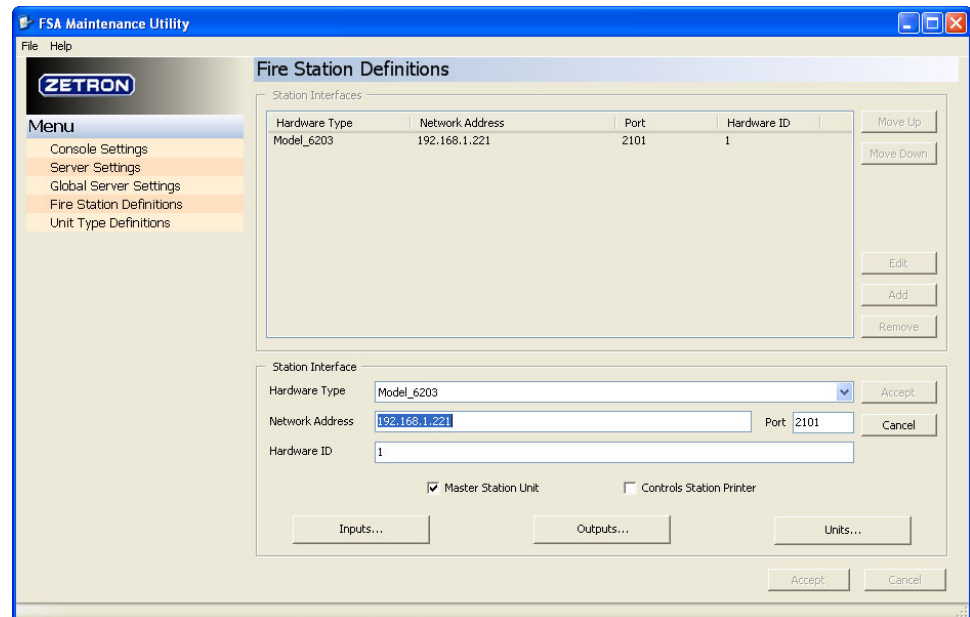 FSA Maintenance Utility
File Help
ZETRON
Menu
Console Settings
Server Settings
Global Server Settings
Fire Station Definitions
Unit Type Definitions
Fire Station Definitions
Station Interfaces
Hardware Type Network Address Port Hardware ID
Model_6203 192.168.1.221 2101 1
Move Up
Move Down
Edit
Add
Remove
Station Interface
Hardware Type Model_6203 Accept
Network Address 192.168.1.221 Port 2101 Cancel
Hardware ID 1
Master Station Unit Controls Station Printer
Inputs... Outputs... Units...
Accept Cancel